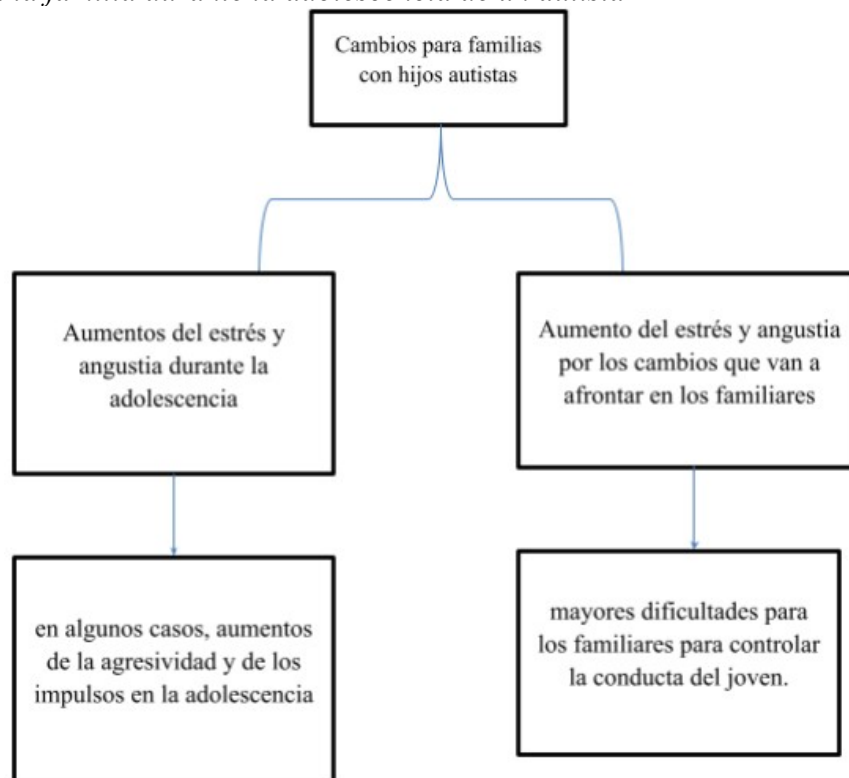 Cambios para familias
con hijos autistas
Aumentos del estrés y
angustia durante la
adolescencia
Aumento del estrés y angustia
por los cambios que van a
afrontar en los familiares
en algunos casos, aumentos
de la agresividad y de los
impulsos en la adolescencia
mayores dificultades para
los familiares para controlar
la conducta del joven.